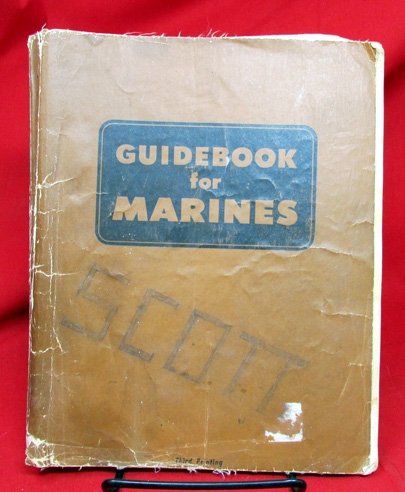 GUIDEBOOK
for
MARINES
SCOTT
Third Printing